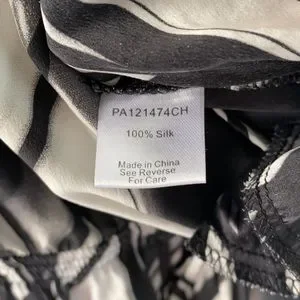 PA121474CH
100% Silk
Made in China
See Reverse
For Care